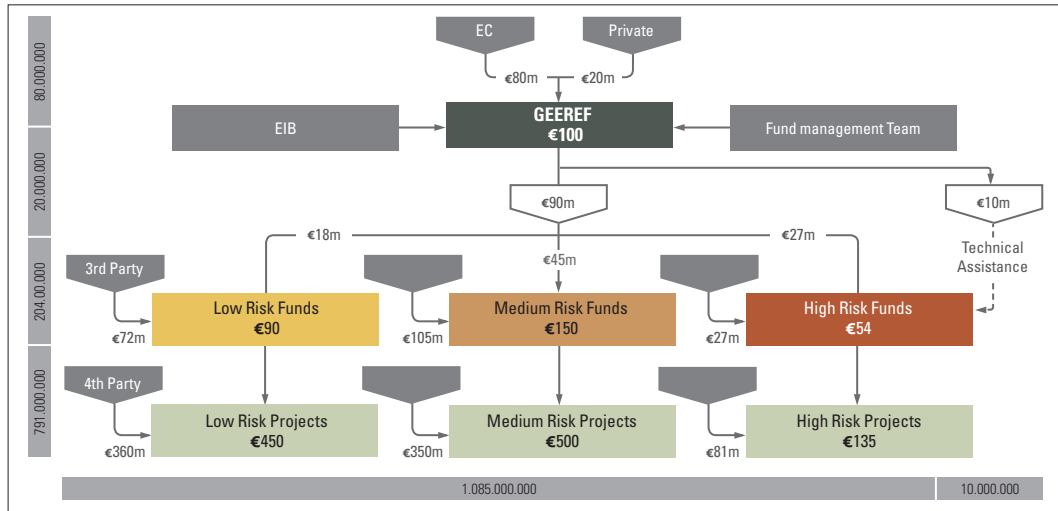 EC
Private
€80m
€20m
80.000.000
GEEREF
€100
EIB
Fund management Team
20.000.000
€90m
€10m
€18m
€45m
€27m
Technical
Assistance
204.00.000
3rd Party
€72m
Low Risk Funds
€90
€105m
Medium Risk Funds
€150
€27m
High Risk Funds
€54
791.000.000
4th Party
€360m
Low Risk Projects
€450
€350m
Medium Risk Projects
€500
€81m
High Risk Projects
€135
1.085.000.000
10.000.000